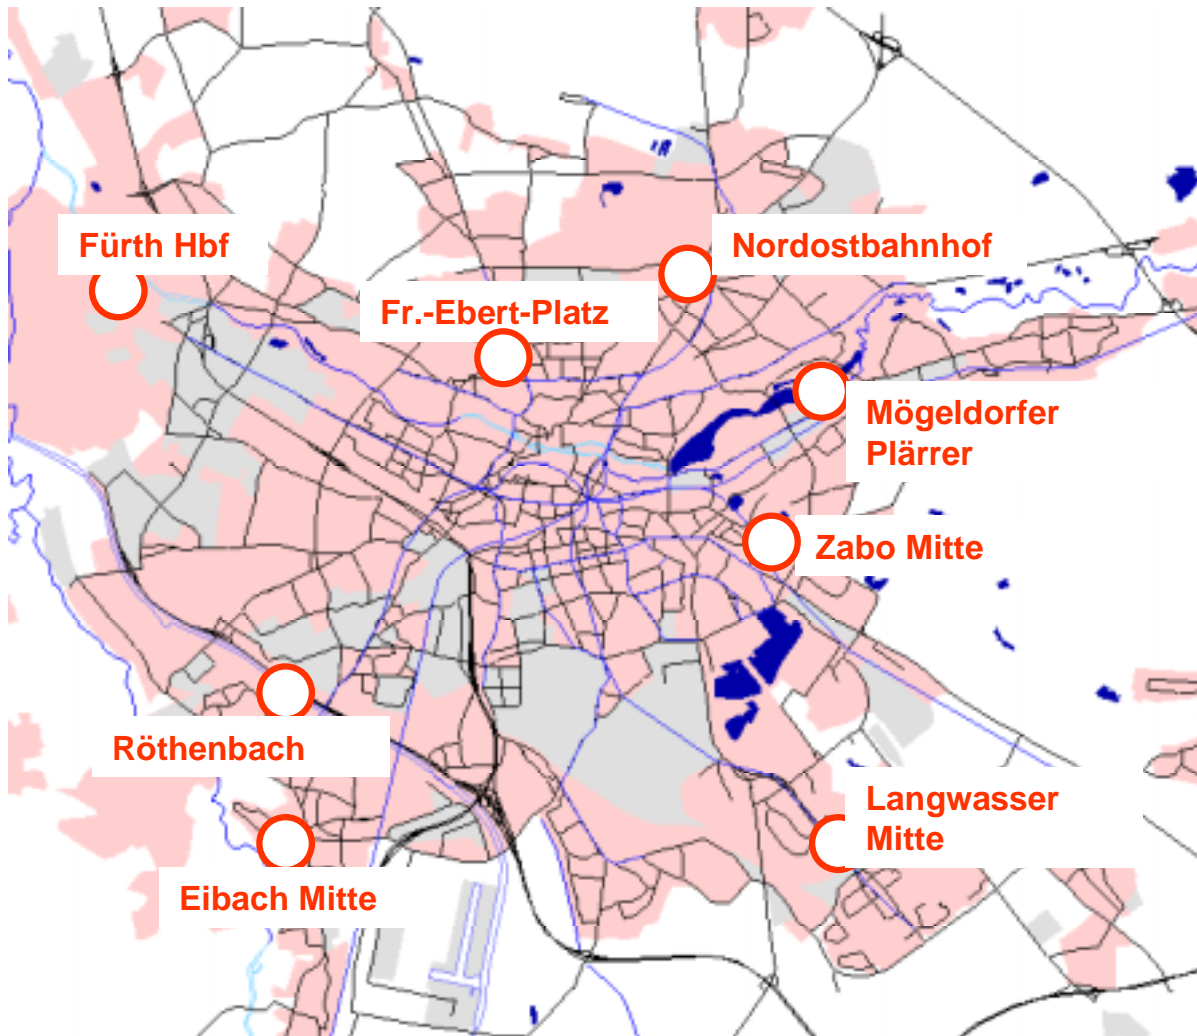 Fürth Hbf
Nordostbahnhof
Fr.-Ebert-Platz
Mögeldorfer
Plärrer
Zabo Mitte
Röthenbach
Langwasser
Mitte
Eibach Mitte